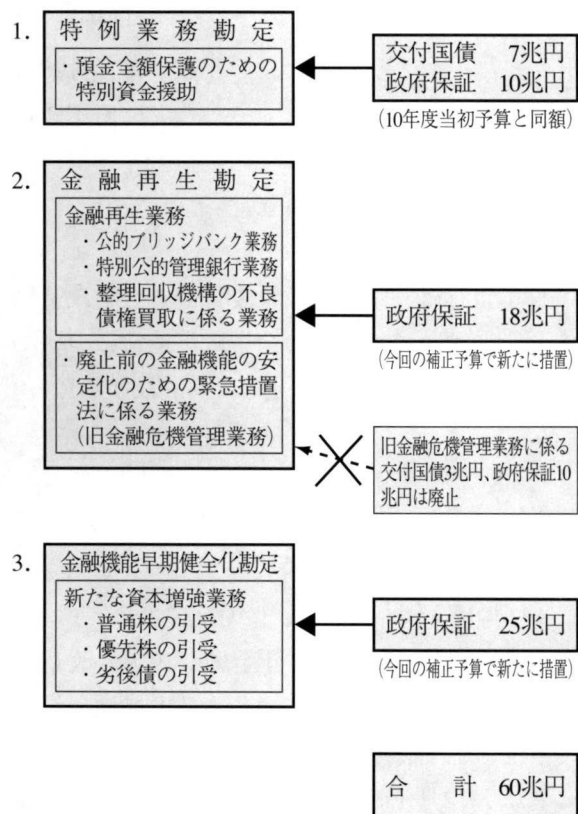 1.
特例業務勘定
・預金全額保護のための
特別資金援助
交付国債 7兆円
政府保証 10兆円
(10年度当初予算と同額)
2.
金融再生勘定
金融再生業務
・公的ブリッジバンク業務
・特別公的管理銀行業務
・整理回収機構の不良
債権買取に係る業務
・廃止前の金融機能の安
定化のための緊急措置
法に係る業務
(旧金融危機管理業務)
政府保証 18兆円
(今回の補正予算で新たに措置)
旧金融危機管理業務に係る
交付国債3兆円、政府保証10
兆円は廃止
3.
金融機能早期健全化勘定
新たな資本増強業務
・普通株の引受
・優先株の引受
・劣後債の引受
政府保証 25兆円
(今回の補正予算で新たに措置)
合計 60兆円